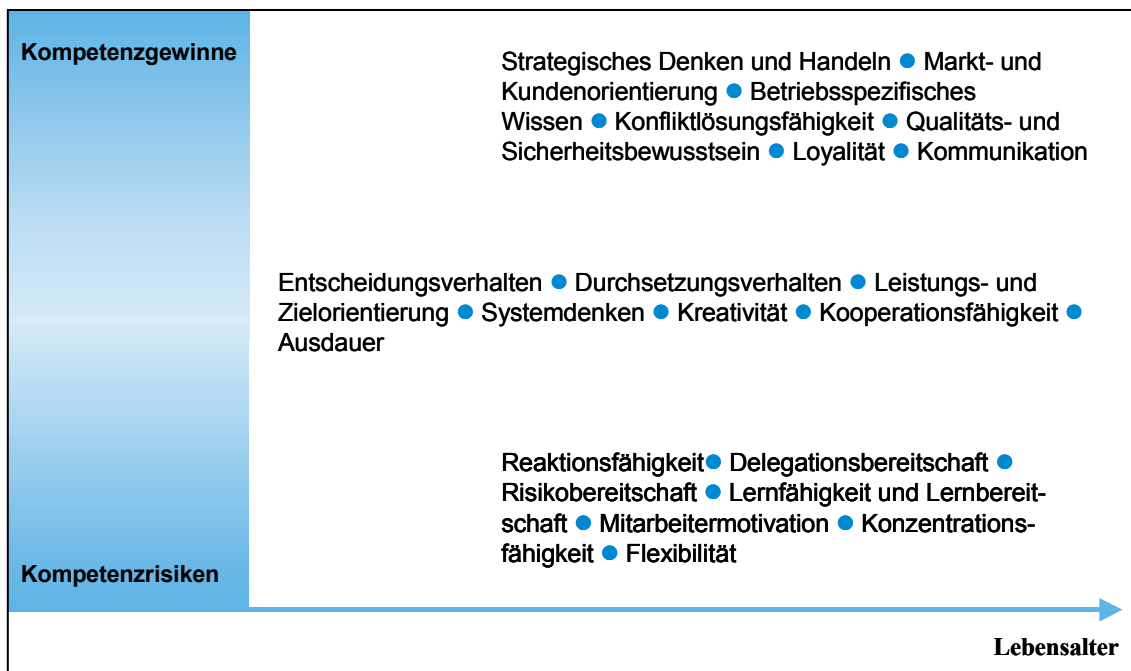 Kompetenzgewinne
Strategisches Denken und Handeln ● Markt- und
Kundenorientierung ● Betriebsspezifisches
Wissen ● Konfliktlösungsfähigkeit ● Qualitäts- und
Sicherheitsbewusstsein ● Loyalität ● Kommunikation
Entscheidungsverhalten ● Durchsetzungsverhalten ● Leistungs- und
Zielorientierung ● Systemdenken ● Kreativität ● Kooperationsfähigkeit ●
Ausdauer
Reaktionsfähigkeit● Delegationsbereitschaft ●
Risikobereitschaft ● Lernfähigkeit und Lernbereit-
schaft ● Mitarbeitermotivation ● Konzentrations-
fähigkeit ● Flexibilität
Kompetenzrisiken
Lebensalter